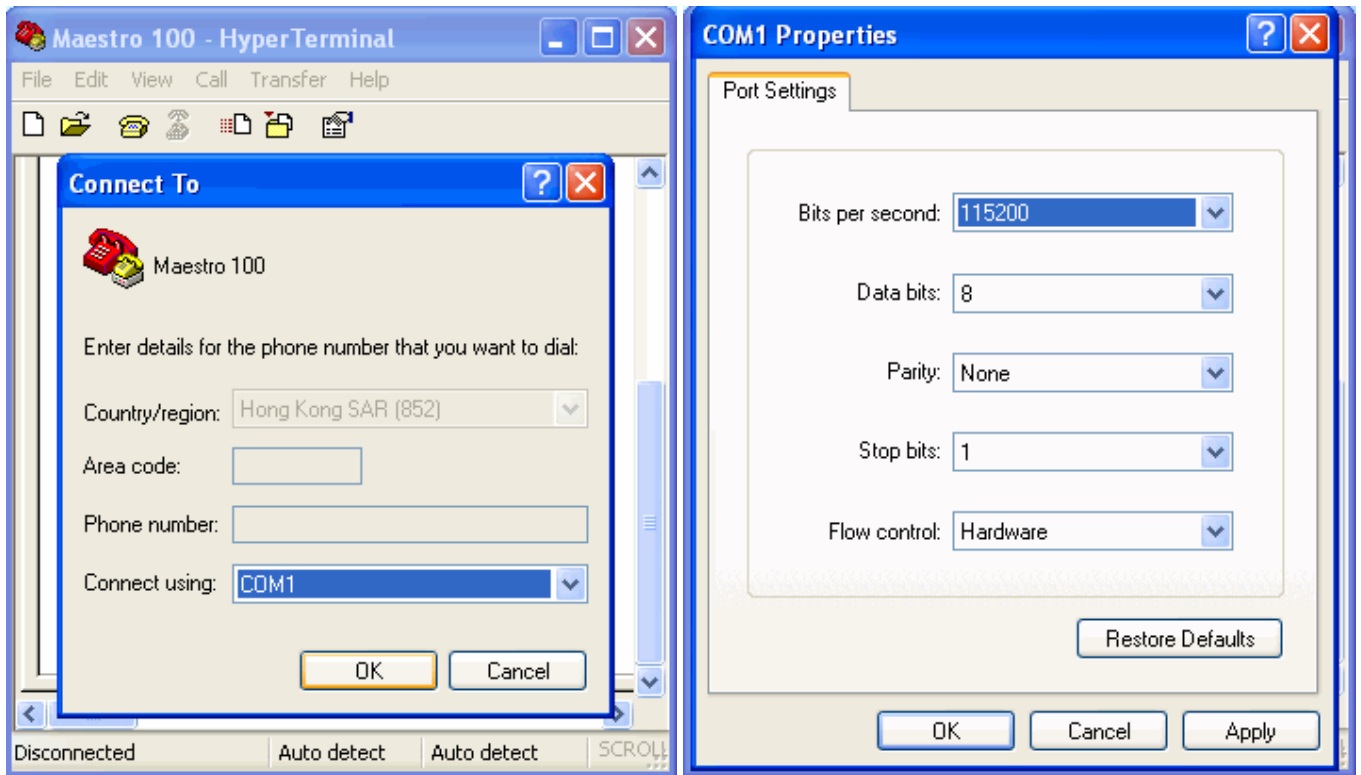 Maestro 100 - HyperTerminal
File Edit View Call Transfer Help
Connect To
Maestro 100
Enter details for the phone number that you want to dial:
Country/region: Hong Kong SAR (852)
Area code:
Phone number:
Connect using: COM1
OK Cancel
Disconnected Auto detect Auto detect SCROLL
COM1 Properties
Port Settings
Bits per second: 115200
Data bits: 8
Parity: None
Stop bits: 1
Flow control: Hardware
Restore Defaults
OK Cancel Apply